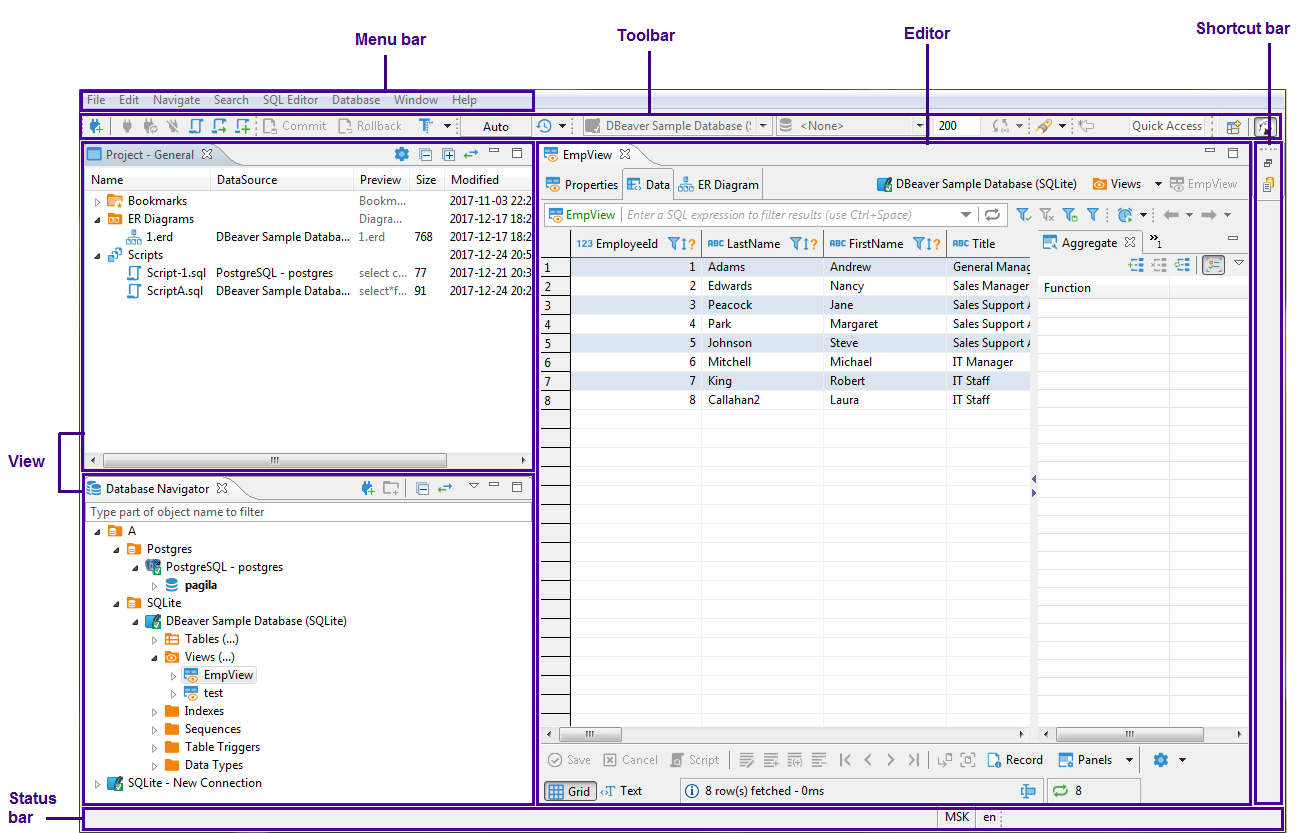 Menu bar
Toolbar
Editor
Shortcut bar
File Edit Navigate Search SQL Editor Database Window Help
Commit Rollback Auto DBeaver Sample Database (S <None> 200 Quick Access
Project - General
Name DataSource Preview Size Modified
Bookmarks Bookm... 2017-11-03 22:2
ER Diagrams Diagra... 2017-12-17 18:2
1.erd DBeaver Sample Databa... 1.erd 768 2017-12-17 18:2
Scripts 2017-12-24 20:5
Script-1.sql PostgreSQL - postgres select c... 77 2017-12-21 20:3
ScriptA.sql DBeaver Sample Databa... select*f... 91 2017-12-24 20:2
View
Database Navigator
Type part of object name to filter
A
Postgres
PostgreSQL - postgres
pagila
SQLite
DBeaver Sample Database (SQLite)
Tables (...)
Views (...)
EmpView
test
Indexes
Sequences
Table Triggers
Data Types
SQLite - New Connection
EmpView
Properties Data ER Diagram DBeaver Sample Database (SQLite) Views EmpView
EmpView Enter a SQL expression to filter results (use Ctrl+Space)
123 EmployeeId ABC LastName ABC FirstName ABC Title
1 1 Adams Andrew General Manag
2 2 Edwards Nancy Sales Manager
3 3 Peacock Jane Sales Support A
4 4 Park Margaret Sales Support A
5 5 Johnson Steve Sales Support A
6 6 Mitchell Michael IT Manager
7 7 King Robert IT Staff
8 8 Callahan2 Laura IT Staff
Aggregate »1
Function
Save Cancel Script Record Panels
Grid Text 8 row(s) fetched - 0ms 8
Status
bar
MSK en